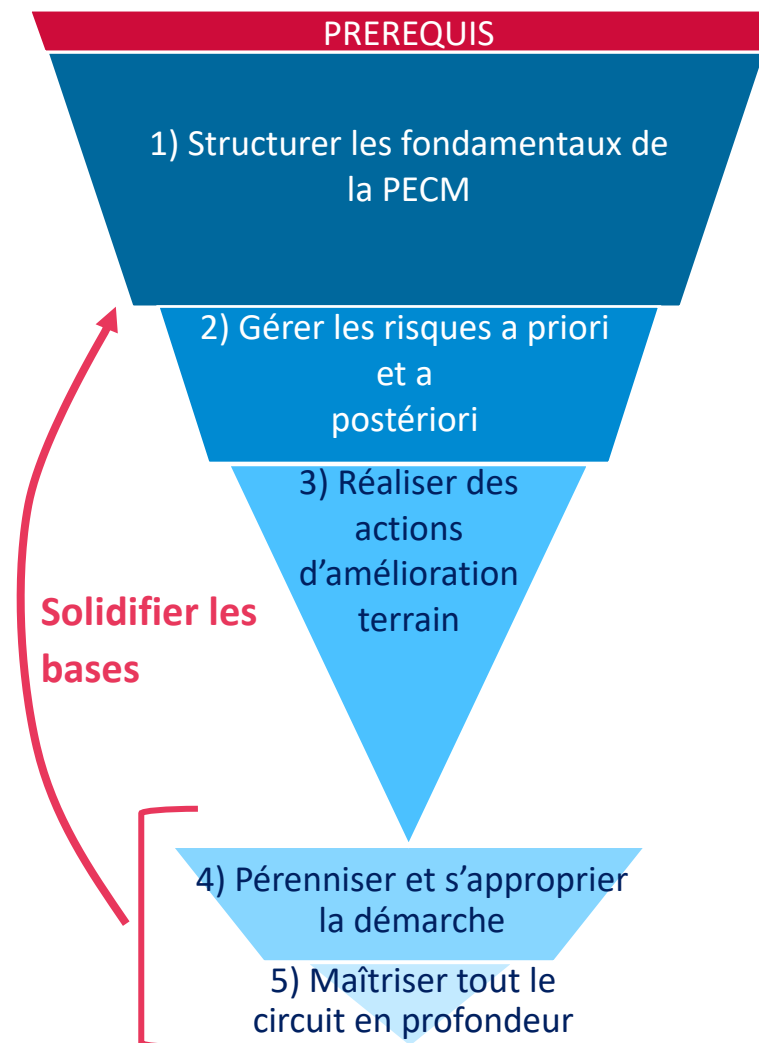 PREREQUIS
1) Structurer les fondamentaux de
la PECM
2) Gérer les risques a priori
et a
postériori
3) Réaliser des
actions
d’amélioration
terrain
Solidifier les
bases
4) Pérenniser et s’approprier
la démarche
5) Maîtriser tout le
circuit en profondeur